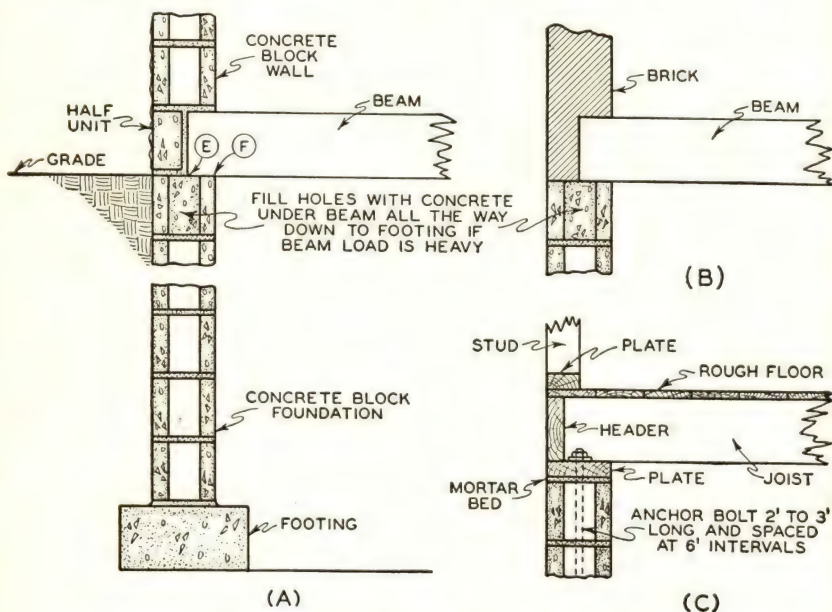 CONCRETE
BLOCK
WALL
BEAM
HALF
UNIT
E F
GRADE
FILL HOLES WITH CONCRETE
UNDER BEAM ALL THE WAY
DOWN TO FOOTING IF
BEAM LOAD IS HEAVY
CONCRETE BLOCK
FOUNDATION
FOOTING
(A)
BRICK
BEAM
(B)
STUD
PLATE
ROUGH FLOOR
HEADER
MORTAR
BED
PLATE
JOIST
ANCHOR BOLT 2' TO 3'
LONG AND SPACED
AT 6' INTERVALS
(C)